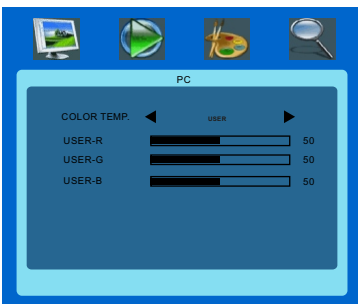 PC
COLOR TEMP. USER
USER-R 50
USER-G 50
USER-B 50